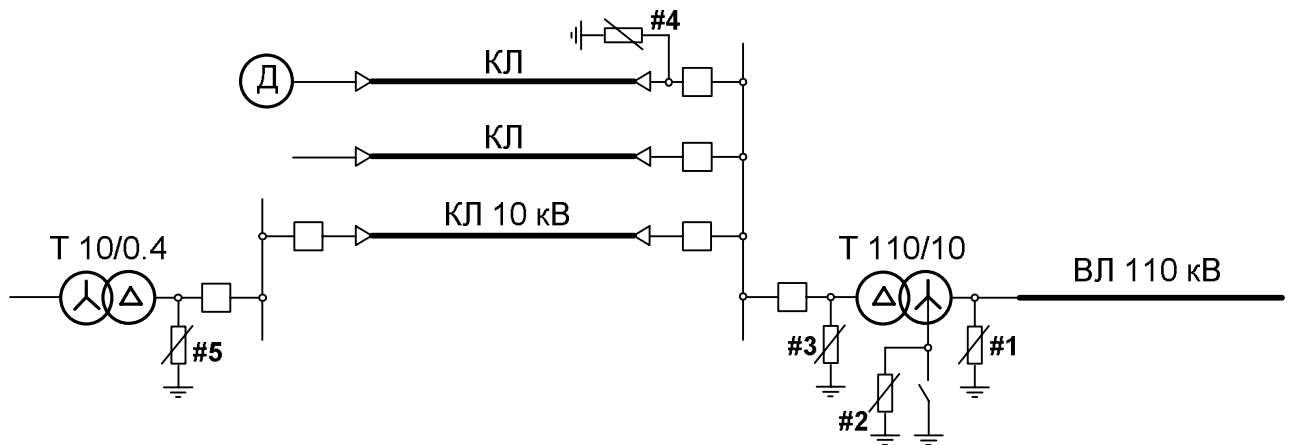 #4
КЛ
Д
КЛ
КЛ 10 кВ
Т 10/0.4
Т 110/10
ВЛ 110 кВ
#5
#3
#1
#2